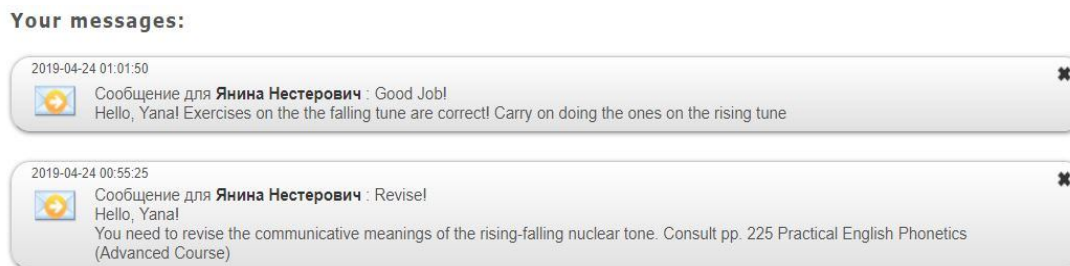 Your messages:
2019-04-24 01:01:50
Сообщение для Янина Нестерович : Good Job!
Hello, Yana! Exercises on the the falling tune are correct! Carry on doing the ones on the rising tune
2019-04-24 00:55:25
Сообщение для Янина Нестерович : Revise!
Hello, Yana!
You need to revise the communicative meanings of the rising-falling nuclear tone. Consult pp. 225 Practical English Phonetics
(Advanced Course)